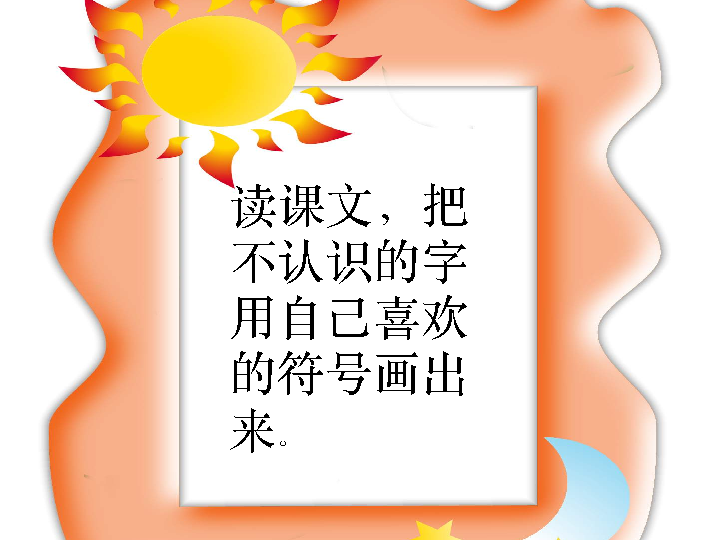 读课文，把
不认识的字
用自己喜欢
的符号画出
来。